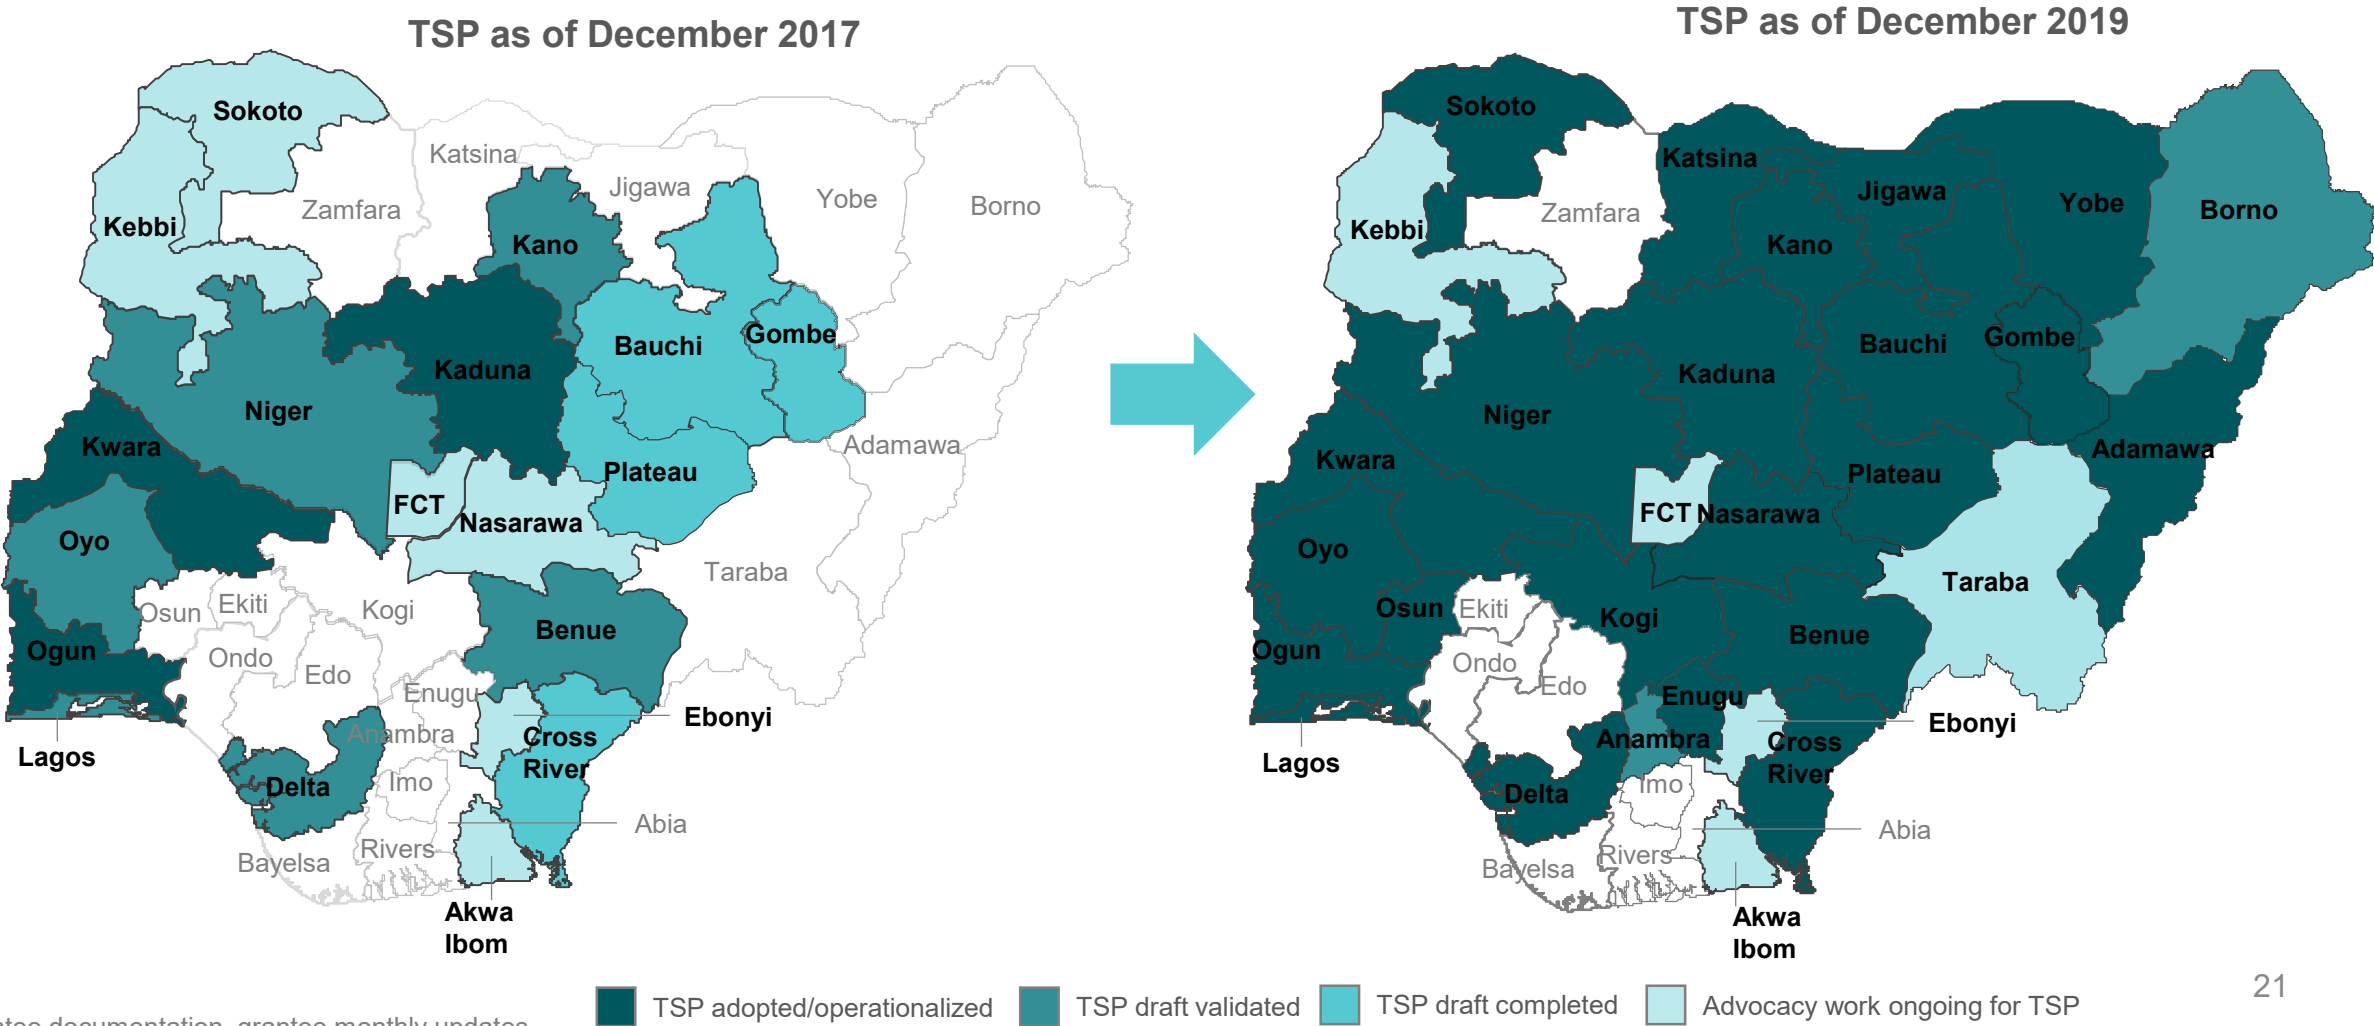 TSP as of December 2017
Sokoto
Katsina
Jigawa
Zamfara
Yobe
Borno
Kebbi
Kano
Bauchi
Gombe
Kaduna
Niger
Kwara
Adamawa
Plateau
FCT
Nasarawa
Oyo
Taraba
Osun
Ekiti
Kogi
Benue
Ogun
Ondo
Edo
Enugu
Ebonyi
Anambra
Cross
River
Lagos
Delta
Imo
Abia
Rivers
Bayelsa
Akwa
Ibom
TSP as of December 2019
Sokoto
Katsina
Jigawa
Yobe
Borno
Zamfara
Kebbi
Kano
Gombe
Bauchi
Kaduna
Niger
Adamawa
Kwara
Plateau
FCT
Nasarawa
Oyo
Taraba
Osun
Ekiti
Kogi
Benue
Ogun
Ondo
Edo
Enugu
Ebonyi
Anambra
Cross
River
Lagos
Delta
Imo
Abia
Rivers
Bayelsa
Akwa
Ibom
TSP adopted/operationalized
TSP draft validated
TSP draft completed
Advocacy work ongoing for TSP
21
documentation, grantee monthly updates